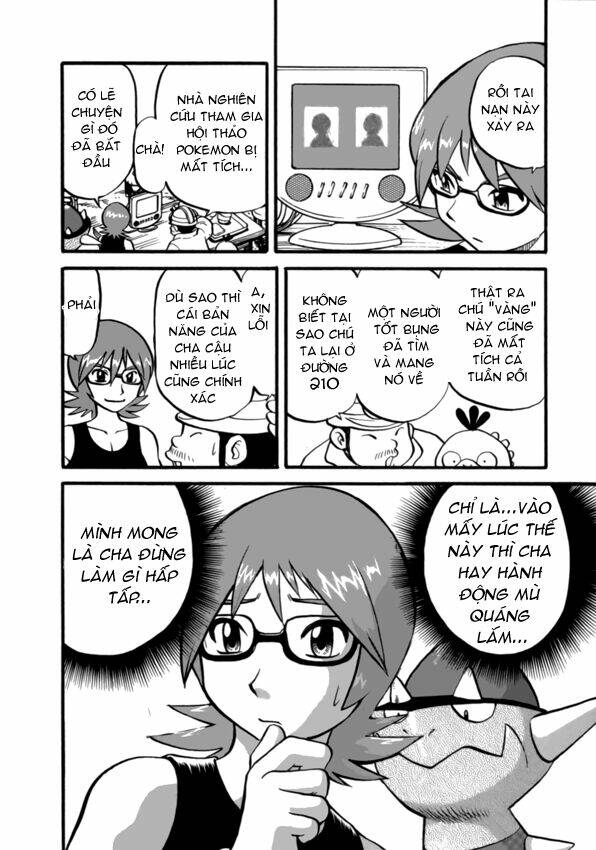 RỒI TAI
NẠN NÀY
XẢY RA
NHÀ NGHIÊN
CỨU THAM GIA
HỘI THẢO
POKEMON BỊ
MẤT TÍCH...
CHÀ!
CÓ LẼ
CHUYỆN
GÌ ĐÓ
ĐÃ BẮT
ĐẦU
THẬT RA
CHÚ "VÀNG"
NÀY CŨNG
ĐÃ MẤT
TÍCH CẢ
TUẦN RỒI
MỘT NGƯỜI
TỐT BỤNG
ĐÃ TÌM
VÀ MANG
NÓ VỀ
KHÔNG
BIẾT TẠI
SAO CHÚ
TA LẠI Ở
ĐƯỜNG
210
A,
XIN
LỖI
DÙ SAO THÌ
CÁI BẢN
NĂNG CỦA
CHA CẬU
NHIỀU LÚC
CŨNG CHÍNH
XÁC
PHẢI
CHỈ LÀ...VÀO
MẤY LÚC THẾ
NÀY THÌ CHA
HAY HÀNH
ĐỘNG MÙ
QUÁNG
LẮM...
MÌNH MONG
LÀ CHA ĐỪNG
LÀM GÌ HẤP
TẤP...